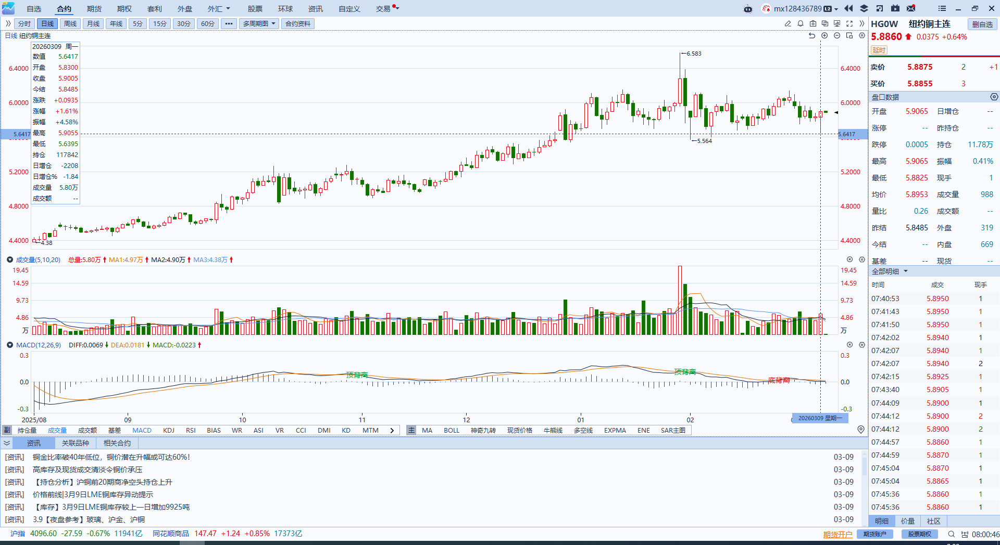 自选 合约 期货 期权 套利 外盘 外汇 股票 环球 资讯 自定义 交易 mx128436789 L2
分时 日线 周线 月线 年线 5分 15分 30分 60分 ••• 多周期图 合约资料
HG0W 纽约铜主连 删自选
日线 纽约铜主连
5.8860 0.0375 +0.64%
延时
20260309 周一
数值 5.6417
开盘 5.8300
收盘 5.9005
今结 5.8485
涨跌 +0.0935
涨幅 +1.61%
振幅 +4.58%
最高 5.9055
最低 5.6395
持仓 117842
日增仓 -2208
日增仓% -1.84
成交量 5.80万
成交额 --
6.4000
6.0000
5.6417
5.2000
4.8000
4.4000
6.583
5.564
4.38
6.4000
6.0000
5.6417
5.2000
4.8000
4.4000
成交量(5,10,20) 总量:5.80万 MA1:4.97万 MA2:4.90万 MA3:4.38万
19.45 19.45
14.59 14.59
9.73 9.73
4.86 4.86
万 万
MACD(12,26,9) DIFF:0.0069 DEA:0.0181 MACD:-0.0223
0.3 0.3
顶背离 顶背离 底背离
0.0 0.0
-0.3 -0.3
2025/08 09 10 11 12 01 02 20260309 星期一
副 持仓量 成交量 成交额 基差 MACD KDJ RSI BIAS WR ASI VR CCI DMI KD MTM
主 MA BOLL 神奇九转 现货价格 牛熊线 多空线 EXPMA ENE SAR主图
资讯 关联品种 相关合约
[资讯] 铜金比率破40年低位，铜价潜在升幅或可达60%！ 03-09
[资讯] 高库存及现货成交清淡令铜价承压 03-09
[资讯] 【持仓分析】沪铜前20期商净空头持仓上升 03-09
[资讯] 价格前线|3月9日LME铜库存异动提示 03-09
[资讯] 【库存】3月9日LME铜库存较上一日增加9925吨 03-09
[资讯] 3.9【夜盘参考】玻璃、沪金、沪铜 03-09
卖价 5.8875 2 +1
买价 5.8855 3
盘口数据
开盘 5.9065 日增仓 --
涨停 -- 昨持仓 --
跌停 0.0005 持仓 11.78万
最高 5.9065 振幅 0.41%
最低 5.8825 现手 1
均价 5.8953 成交量 988
量比 0.26 成交额 --
昨结 5.8485 外盘 319
今结 -- 内盘 669
基差 -- 现货 --
全部明细
时间 成交 现手
07:40:53 5.8950 1
07:41:43 5.8950 1
07:41:50 5.8950 1
07:42:02 5.8940 1
07:42:07 5.8940 1
07:42:07 5.8940 2
07:42:15 5.8925 1
07:43:40 5.8905 1
07:44:09 5.8900 1
07:44:12 5.8900 2
07:44:12 5.8900 2
07:44:57 5.8860 1
07:44:59 5.8870 1
07:45:04 5.8870 1
07:45:04 5.8865 1
07:45:36 5.8860 1
07:45:36 5.8860 1
明细 价量 社区
沪指 4096.60 -27.59 -0.67% 11941亿 同花顺商品 147.47 +1.24 +0.85% 17373亿 期货开户 期货账户 股票期权 08:00:46